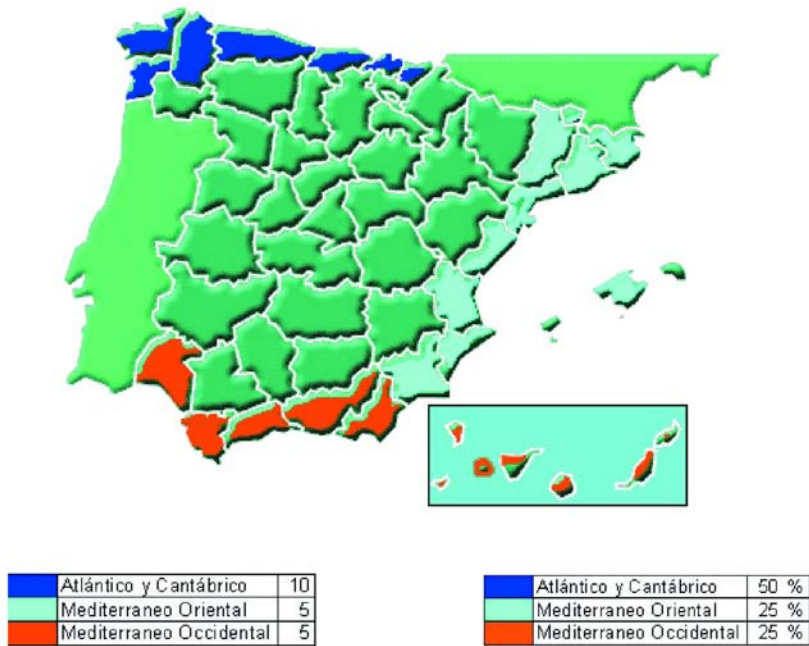 Atlántico y Cantábrico 10
Mediterraneo Oriental 5
Mediterraneo Occidental 5
Atlántico y Cantábrico 50 %
Mediterraneo Oriental 25 %
Mediterraneo Occidental 25 %